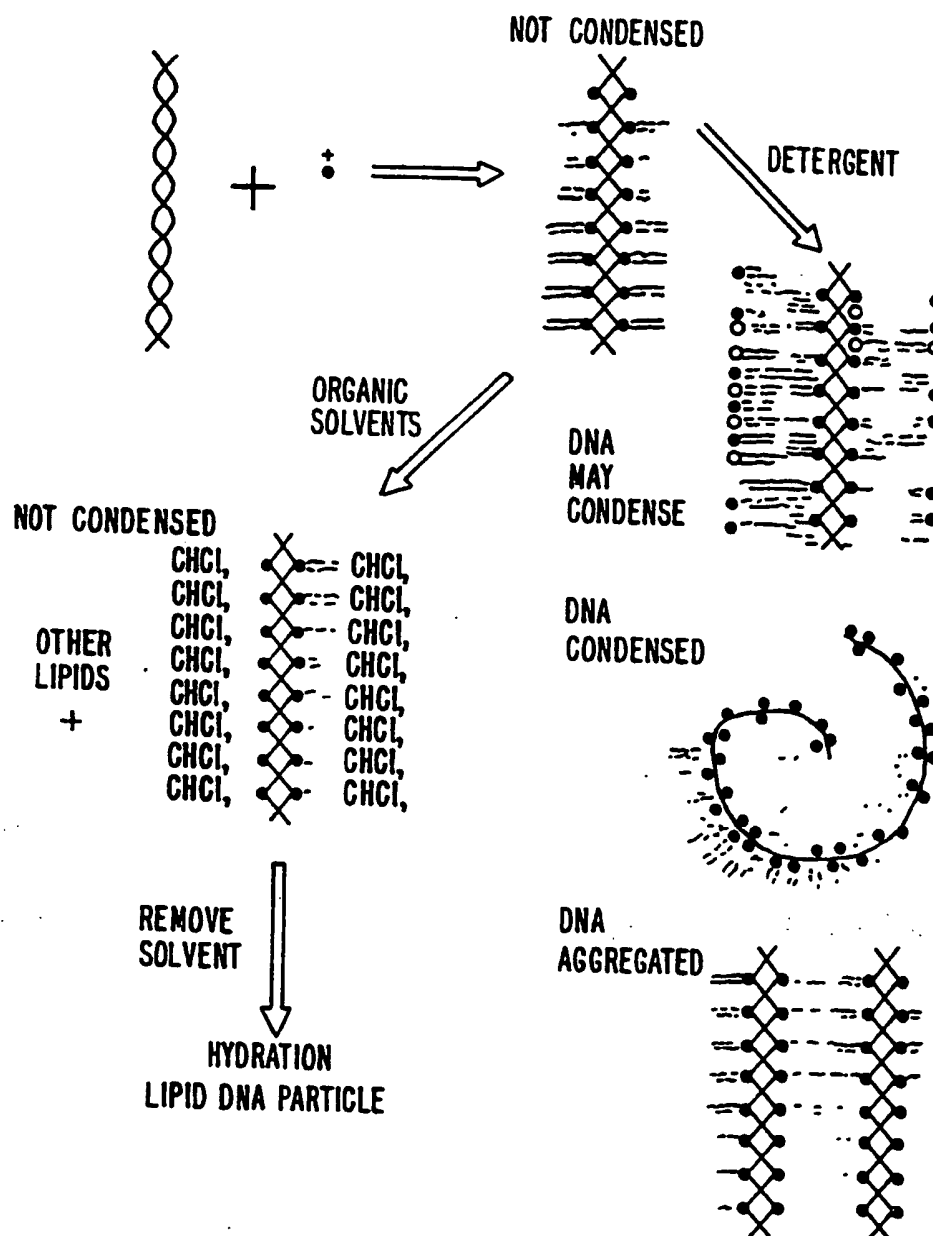 NOT CONDENSED
+
+
DETERGENT
ORGANIC
SOLVENTS
DNA
MAY
CONDENSE
NOT CONDENSED
CHCl, CHCl,
CHCl, CHCl,
CHCl, CHCl,
CHCl, CHCl,
CHCl, CHCl,
CHCl, CHCl,
CHCl, CHCl,
CHCl, CHCl,
OTHER
LIPIDS
+
DNA
CONDENSED
REMOVE
SOLVENT
HYDRATION
LIPID DNA PARTICLE
DNA
AGGREGATED